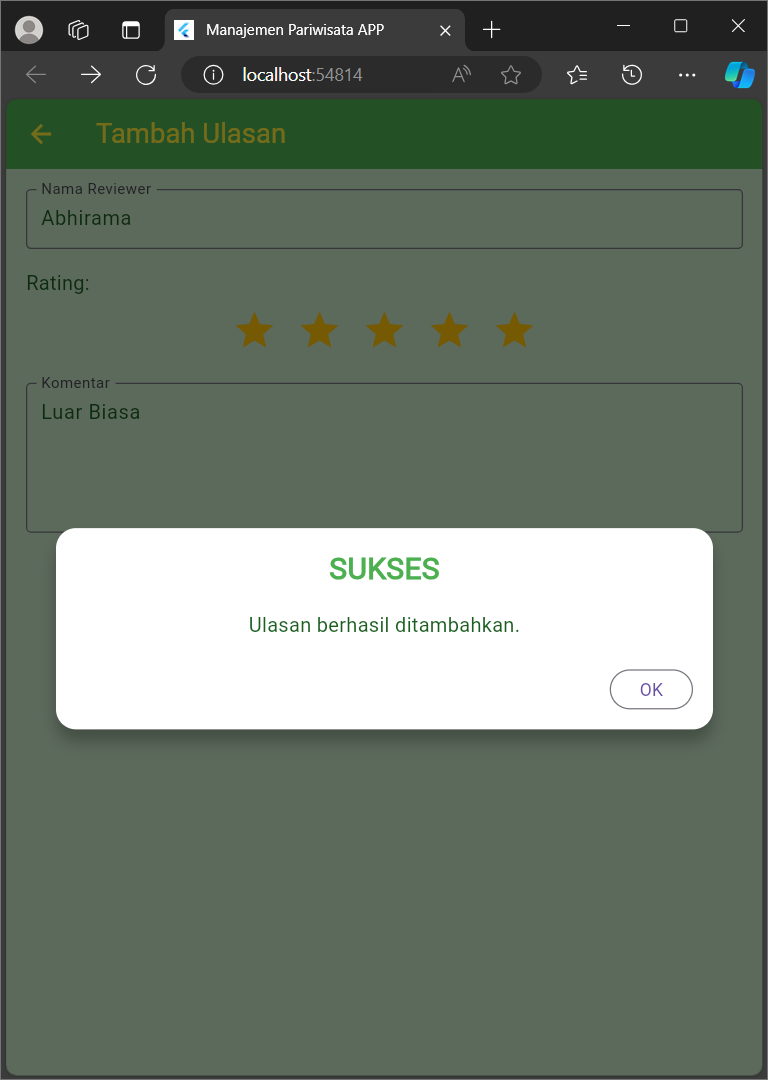 Manajemen Pariwisata APP
localhost:54814
Tambah Ulasan
Nama Reviewer
Abhirama
Rating:
Komentar
Luar Biasa
SUKSES
Ulasan berhasil ditambahkan.
OK